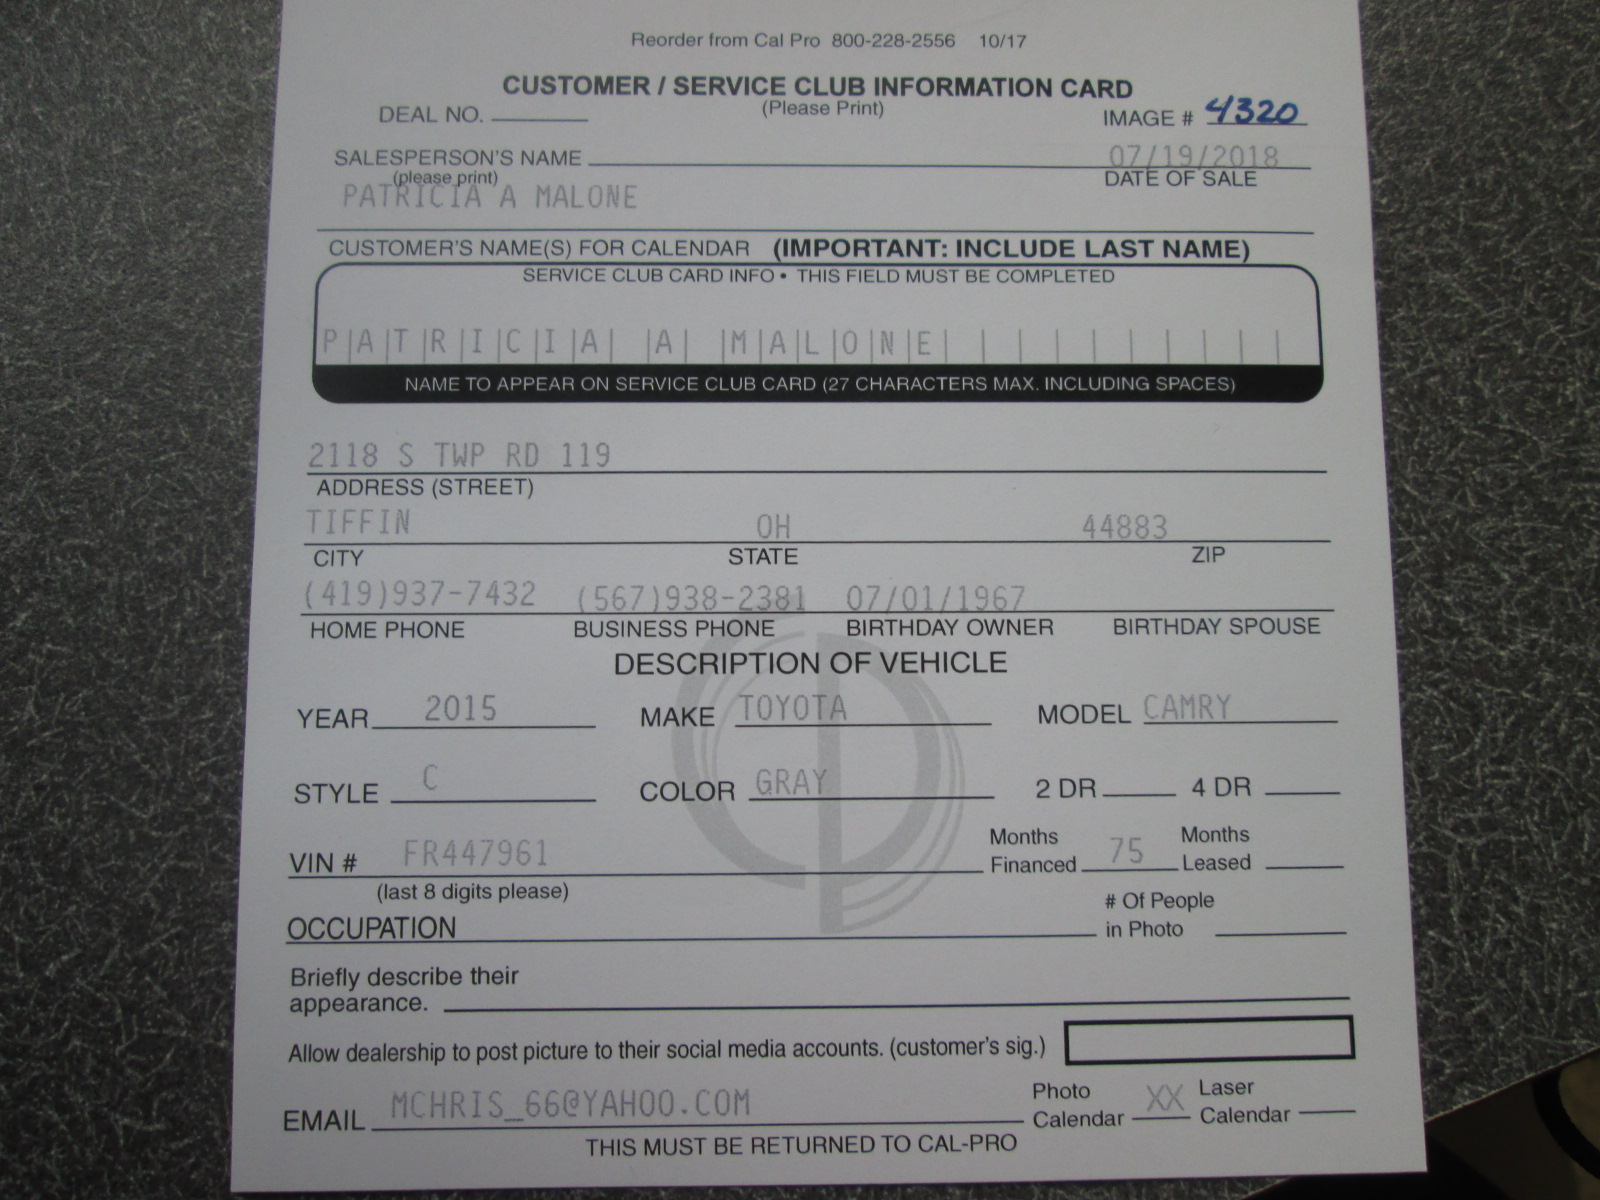 Reorder from Cal Pro 800-228-2556 10/17
CUSTOMER / SERVICE CLUB INFORMATION CARD
(Please Print)
DEAL NO. IMAGE # 4320
SALESPERSON'S NAME 07/19/2018
(please print) DATE OF SALE
PATRICIA A MALONE
CUSTOMER'S NAME(S) FOR CALENDAR (IMPORTANT: INCLUDE LAST NAME)
SERVICE CLUB CARD INFO • THIS FIELD MUST BE COMPLETED
P|A|T|R|I|C|I|A| |A| |M|A|L|O|N|E| | | | | | | | | |
NAME TO APPEAR ON SERVICE CLUB CARD (27 CHARACTERS MAX. INCLUDING SPACES)
2118 S TWP RD 119
ADDRESS (STREET)
TIFFIN OH 44883
CITY STATE ZIP
(419)937-7432 (567)938-2381 07/01/1967
HOME PHONE BUSINESS PHONE BIRTHDAY OWNER BIRTHDAY SPOUSE
DESCRIPTION OF VEHICLE
YEAR 2015 MAKE TOYOTA MODEL CAMRY
STYLE C COLOR GRAY 2 DR 4 DR
Months Months
VIN # FR447961 Financed 75 Leased
(last 8 digits please)
# Of People
OCCUPATION in Photo
Briefly describe their
appearance.
Allow dealership to post picture to their social media accounts. (customer's sig.)
Photo Laser
EMAIL MCHRIS_66@YAHOO.COM Calendar XX Calendar
THIS MUST BE RETURNED TO CAL-PRO